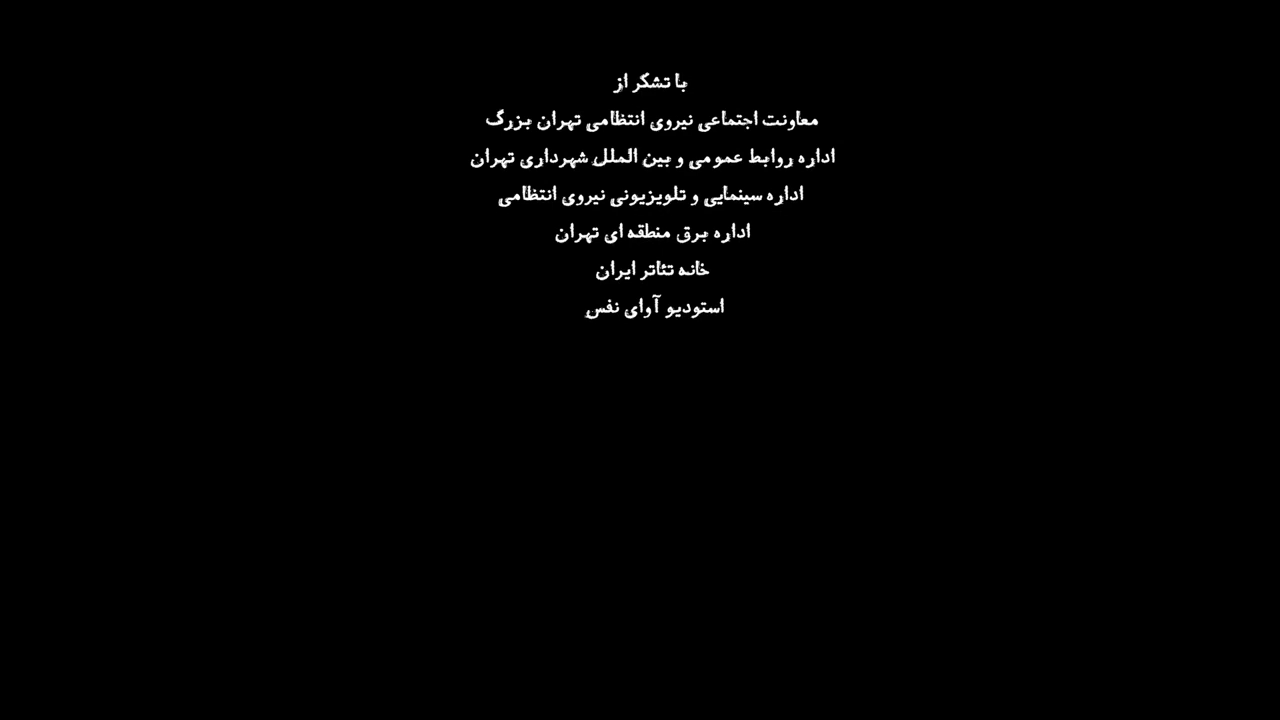 با تشکر از
معاونت اجتماعی نیروی انتظامی تهران بزرگ
اداره روابط عمومی و بین الملل شهرداری تهران
اداره سینمایی و تلویزیونی نیروی انتظامی
اداره برق منطقه ای تهران
خانه تئاتر ایران
استودیو آوای نفس